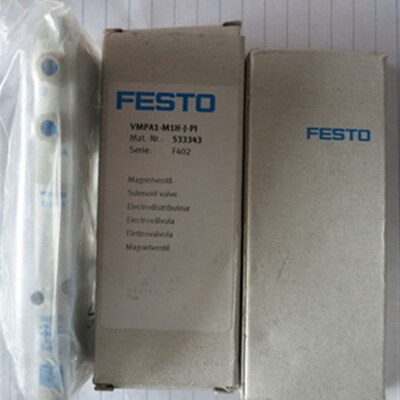 FESTO
VMPA1-M1H-J-PI
Mat.-Nr.: 533343
Serie: F402
Magnetventil
Solenoid valve
Electrodistributeur
Electroválvula
Elettrovalvola
Magnetventil
FESTO